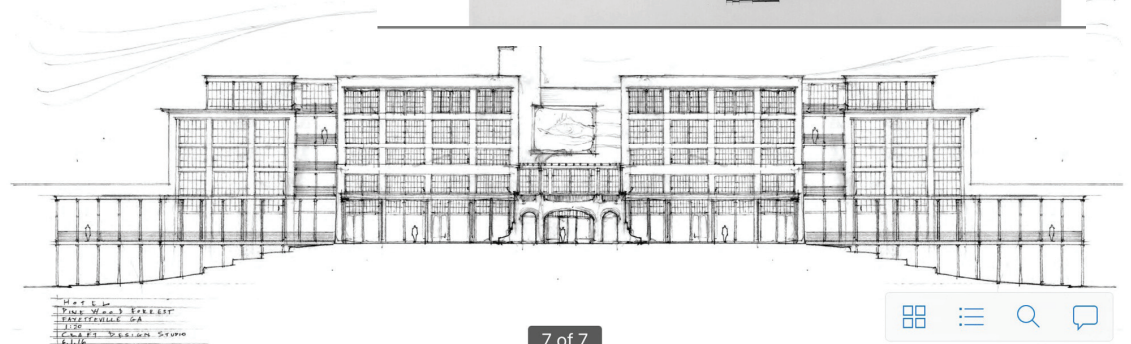 HOTEL
PINE WOOD FORREST
FAYETTEVILLE GA
1:50
CRAFT DESIGN STUDIO
6.1.16
7 of 7